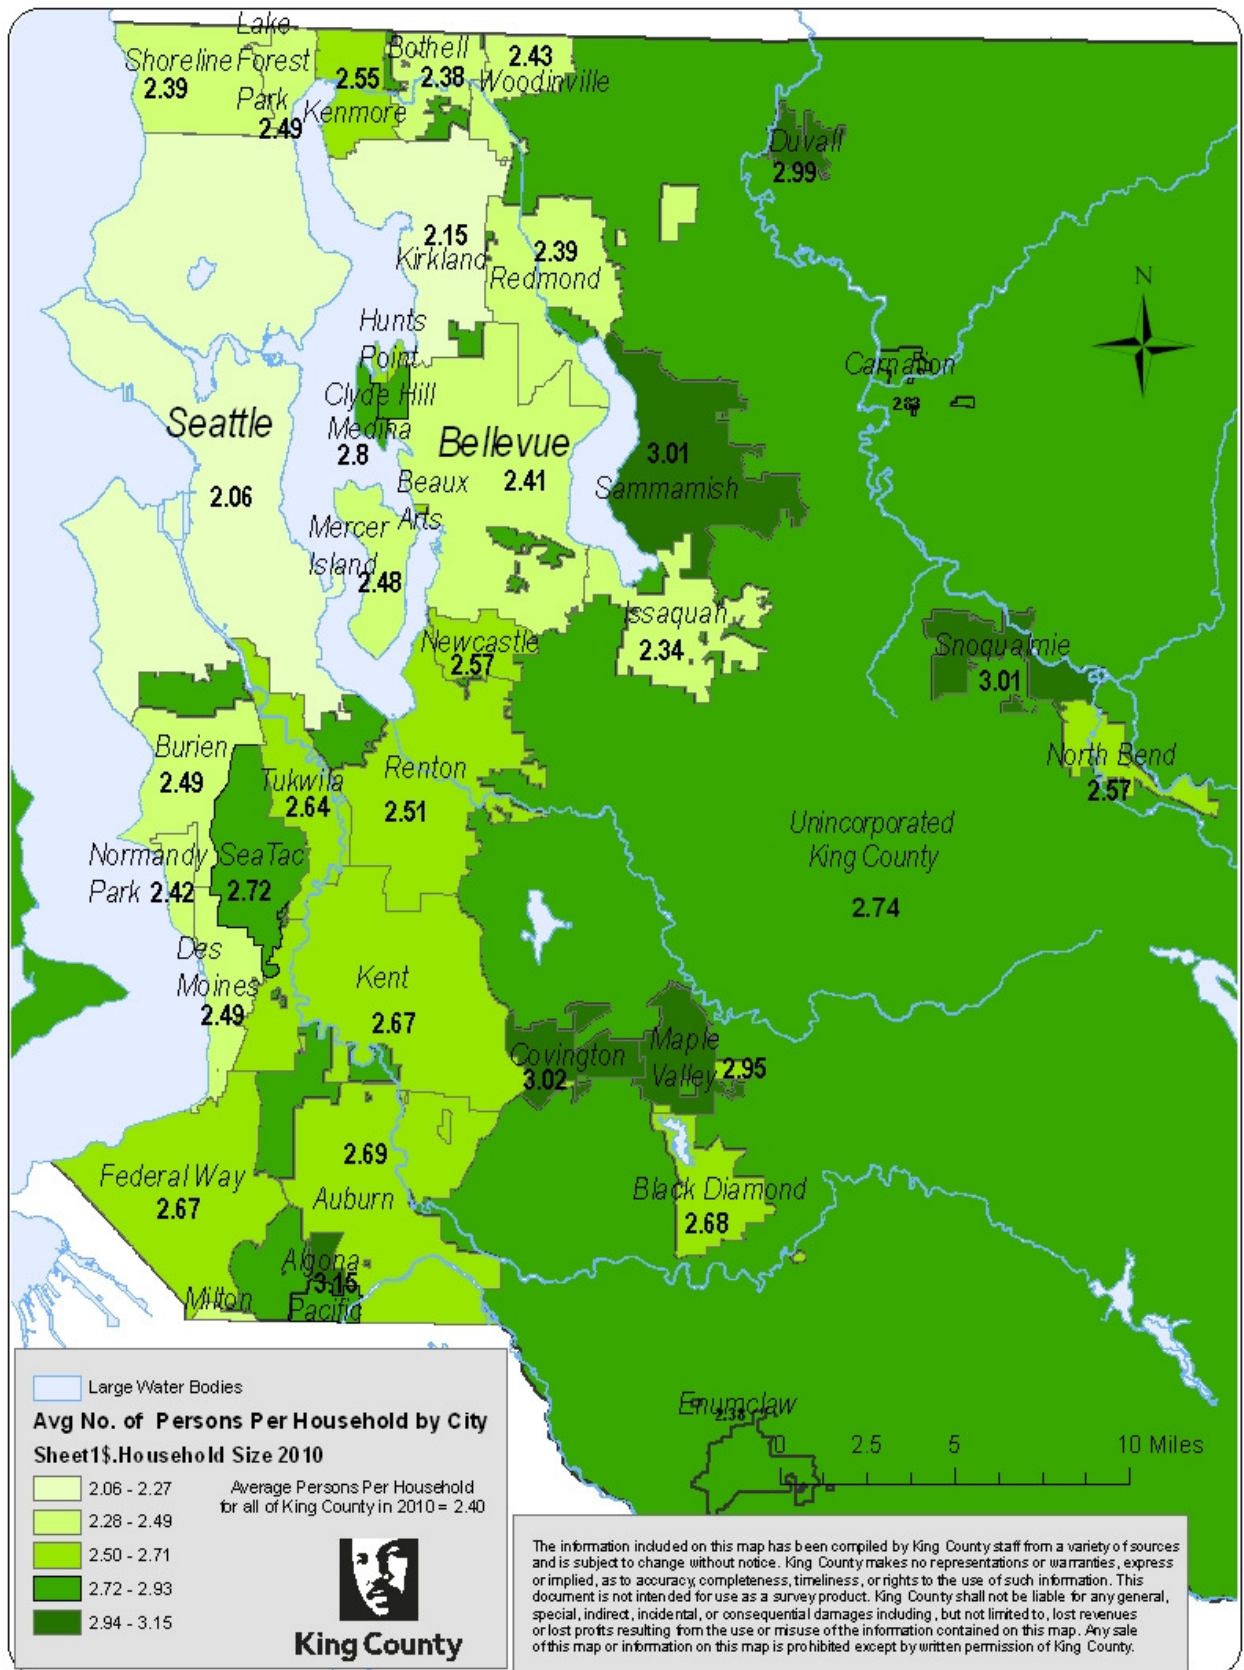 Lake
Shoreline Forest
2.39
Park
2.49
2.55
Kenmore
Bothell
2.38
2.43
Woodinville
Duvall
2.99
2.15
Kirkland
2.39
Redmond
N
Hunts
Point
Clyde Hill
Medina
2.8
Carnation
2.83
Seattle
2.06
Bellevue
2.41
3.01
Sammamish
Beaux
Arts
Mercer
Island
2.48
Issaquah
2.34
Newcastle
2.57
Snoqualmie
3.01
North Bend
2.57
Burien
2.49
Tukwila
2.64
Renton
2.51
Unincorporated
King County
2.74
Normandy
Park 2.42
SeaTac
2.72
Des
Moines
2.49
Kent
2.67
Covington
3.02
Maple
Valley
2.95
Federal Way
2.67
2.69
Auburn
Black Diamond
2.68
Algona
3.15
Pacific
Milton
Enumclaw
2.38
0 2.5 5 10 Miles
Large Water Bodies
Avg No. of Persons Per Household by City
Sheet1$.Household Size 2010
2.06 - 2.27
2.28 - 2.49
2.50 - 2.71
2.72 - 2.93
2.94 - 3.15
Average Persons Per Household
for all of King County in 2010 = 2.40
King County
The information included on this map has been compiled by King County staff from a variety of sources
and is subject to change without notice. King County makes no representations or warranties, express
or implied, as to accuracy, completeness, timeliness, or rights to the use of such information. This
document is not intended for use as a survey product. King County shall not be liable for any general,
special, indirect, incidental, or consequential damages including, but not limited to, lost revenues
or lost profits resulting from the use or misuse of the information contained on this map. Any sale
of this map or information on this map is prohibited except by written permission of King County.